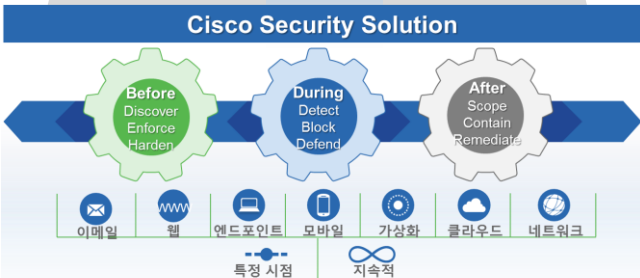 Cisco Security Solution
Before
Discover
Enforce
Harden
During
Detect
Block
Defend
After
Scope
Contain
Remediate
이메일 웹 엔드포인트 모바일 가상화 클라우드 네트워크
특정 시점 지속적